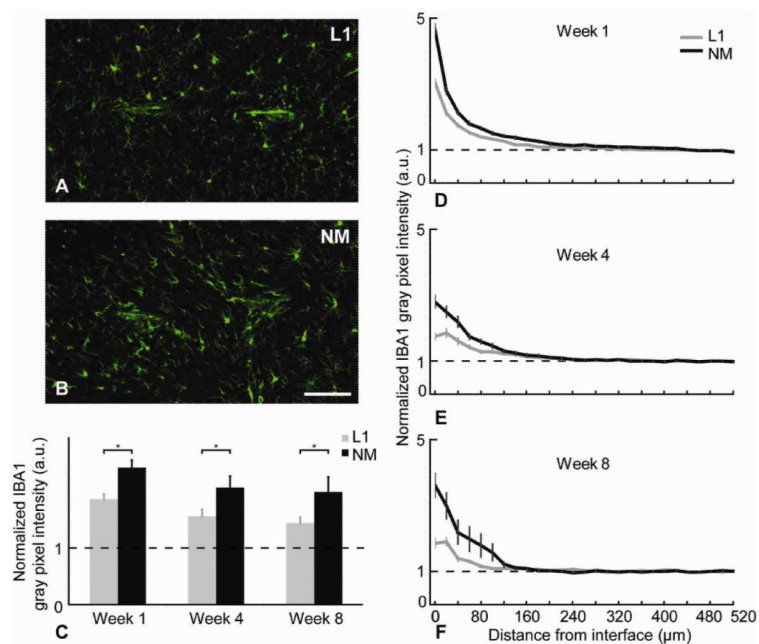 L1
A
NM
B
Normalized IBA1
gray pixel intensity (a.u.)
1
0
* * *
L1
NM
Week 1 Week 4 Week 8
C
Normalized IBA1 gray pixel intensity (a.u.)
5
1
0
Week 1
L1
NM
D
5
1
0
Week 4
E
5
1
0
Week 8
0 80 160 240 320 400 520
F
Distance from interface (µm)